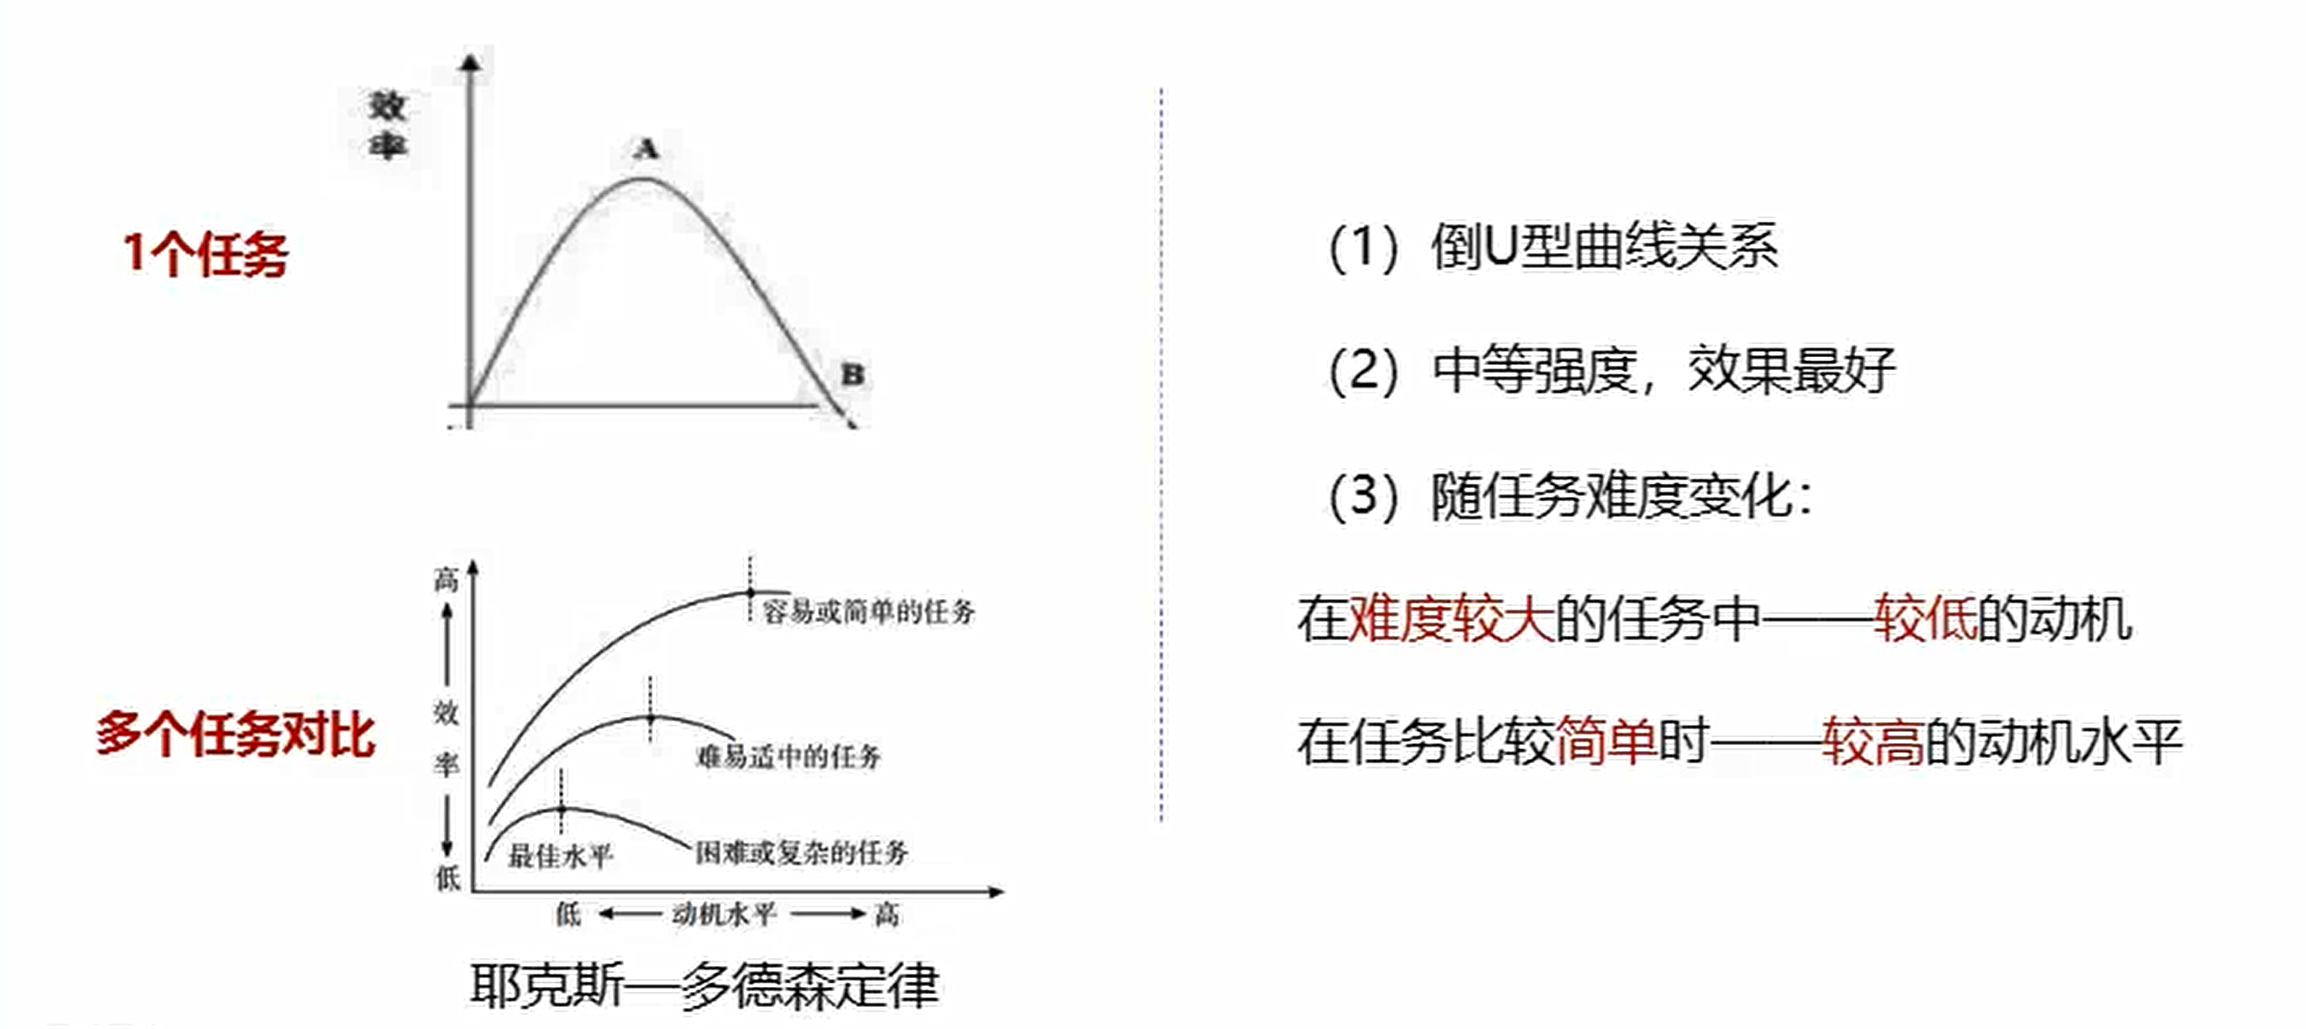 效
率
A
B
1个任务
高
效
率
低
容易或简单的任务
难易适中的任务
最佳水平
困难或复杂的任务
低 动机水平 高
多个任务对比
耶克斯—多德森定律
（1）倒U型曲线关系
（2）中等强度，效果最好
（3）随任务难度变化：
在难度较大的任务中——较低的动机
在任务比较简单时——较高的动机水平